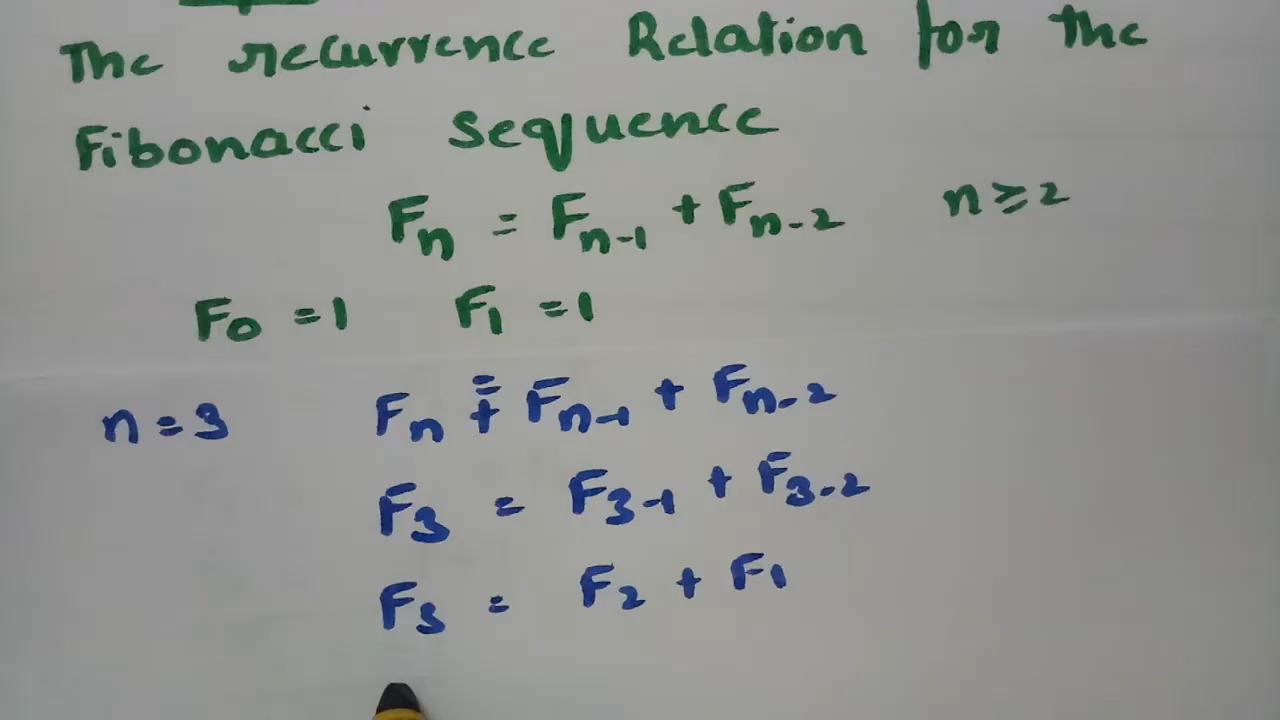 The recurrence Relation for the
Fibonacci sequence
Fn = Fn-1 + Fn-2 n ≥ 2
F0 = 1 F1 = 1
n = 3 Fn = + Fn-1 + Fn-2
F3 = F3-1 + F3-2
F3 = F2 + F1